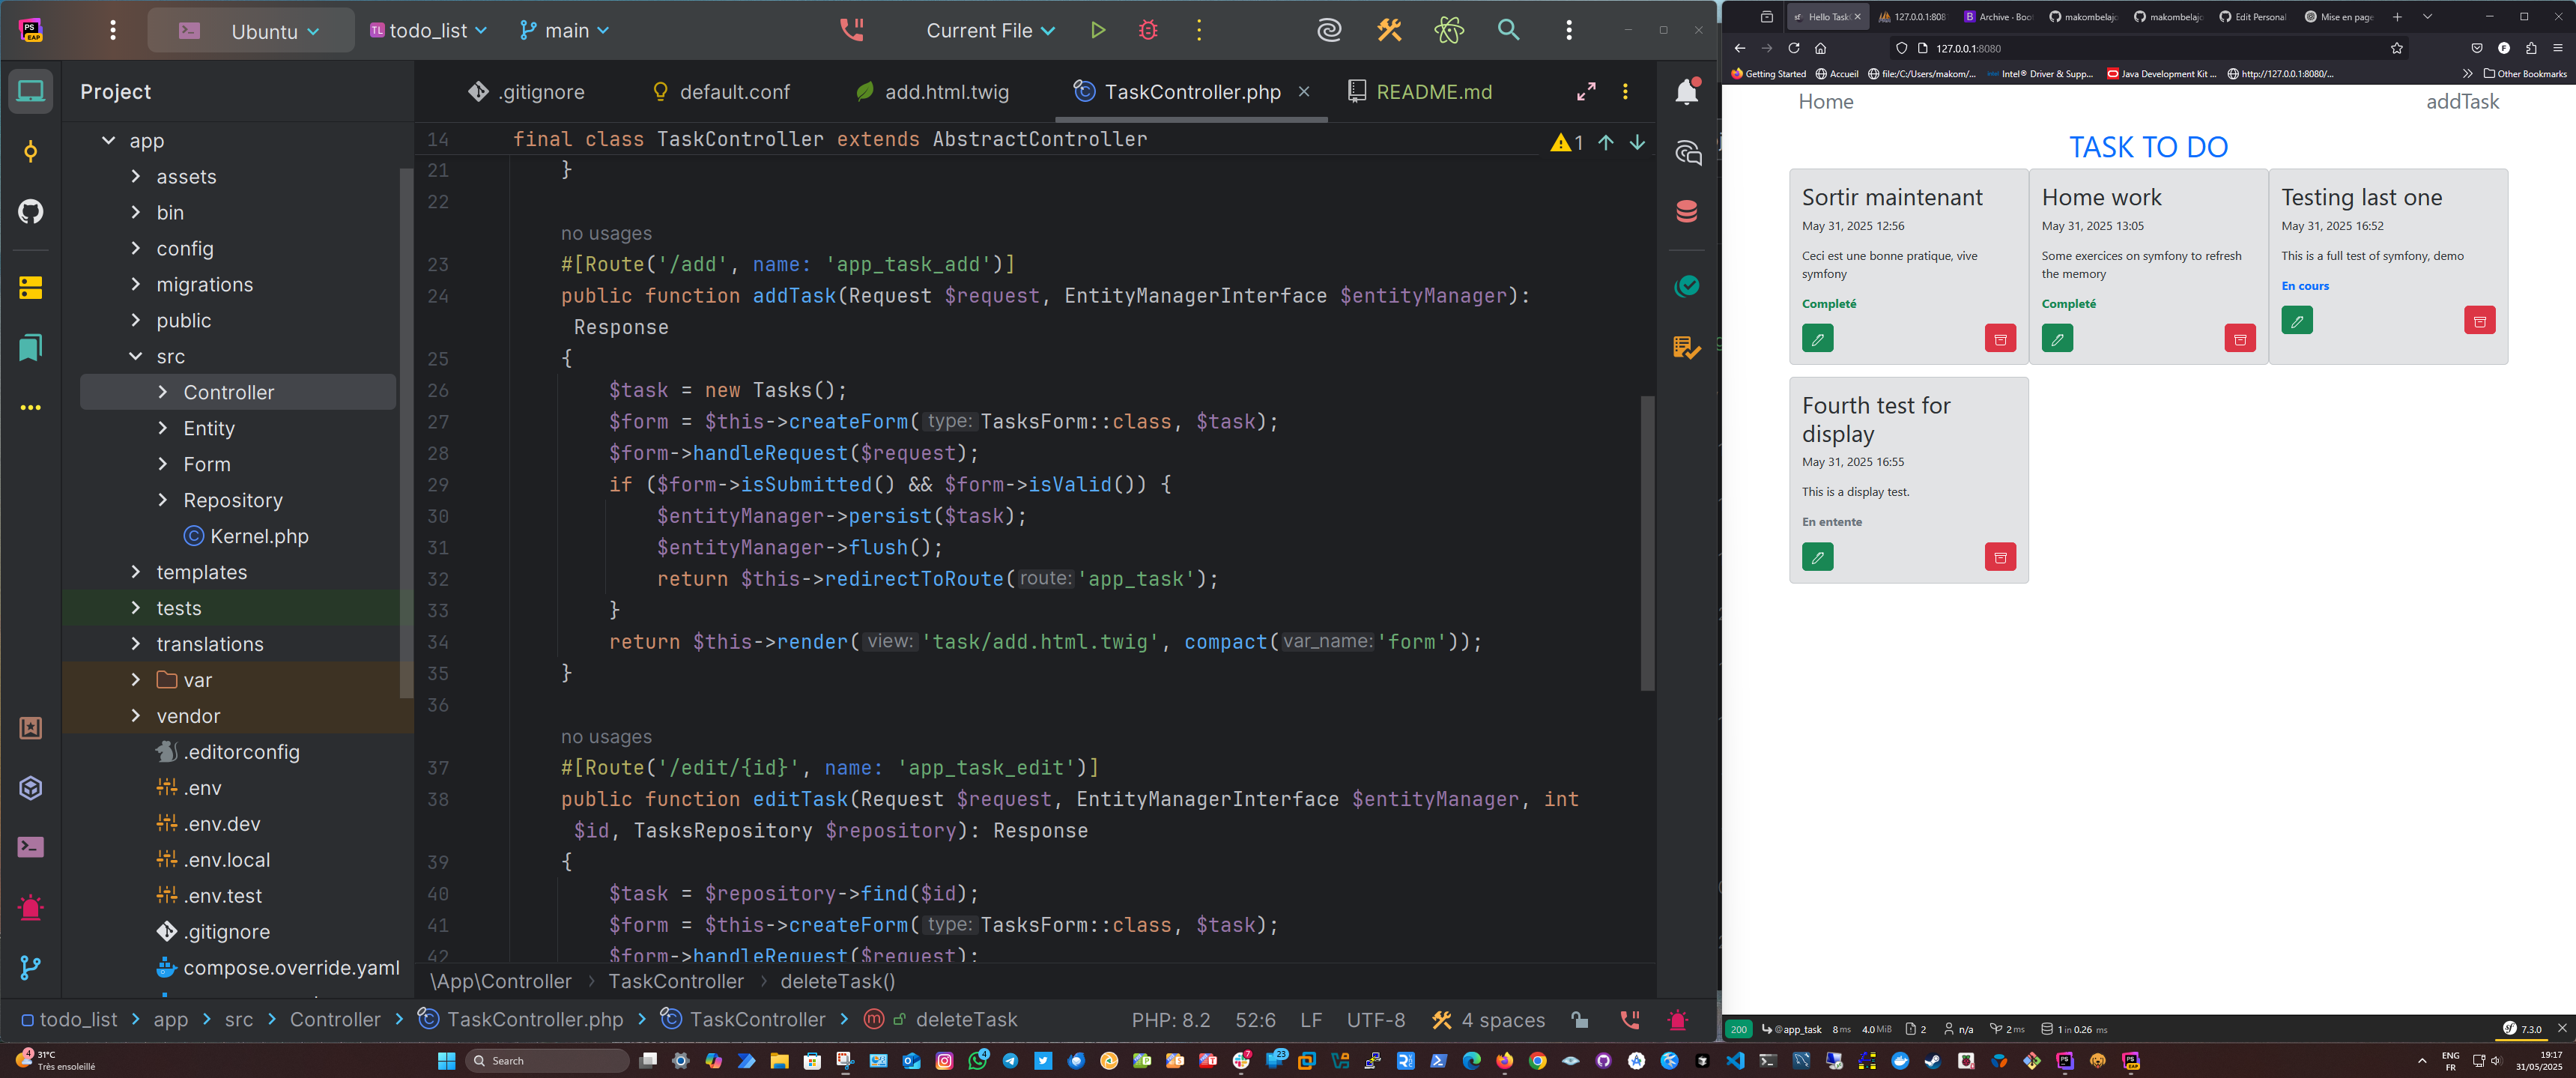 PS
EAP
Ubuntu
TL todo_list
main
Current File
Project
.gitignore
default.conf
add.html.twig
TaskController.php
README.md
app
assets
bin
config
migrations
public
src
Controller
Entity
Form
Repository
Kernel.php
templates
tests
translations
var
vendor
.editorconfig
.env
.env.dev
.env.local
.env.test
.gitignore
compose.override.yaml
14 final class TaskController extends AbstractController
1
21 }
22
no usages
23 #[Route('/add', name: 'app_task_add')]
24 public function addTask(Request $request, EntityManagerInterface $entityManager):
Response
25 {
26 $task = new Tasks();
27 $form = $this->createForm( type: TasksForm::class, $task);
28 $form->handleRequest($request);
29 if ($form->isSubmitted() && $form->isValid()) {
30 $entityManager->persist($task);
31 $entityManager->flush();
32 return $this->redirectToRoute( route: 'app_task');
33 }
34 return $this->render( view: 'task/add.html.twig', compact( var_name: 'form'));
35 }
36
no usages
37 #[Route('/edit/{id}', name: 'app_task_edit')]
38 public function editTask(Request $request, EntityManagerInterface $entityManager, int
$id, TasksRepository $repository): Response
39 {
40 $task = $repository->find($id);
41 $form = $this->createForm( type: TasksForm::class, $task);
42 $form->handleRequest($request);
\App\Controller > TaskController > deleteTask()
todo_list > app > src > Controller > TaskController.php > TaskController > deleteTask
PHP: 8.2 52:6 LF UTF-8 4 spaces
Hello Task
127.0.0.1:808
Archive · Boo
makombelajo
makombelajo
Edit Personal
Mise en page
127.0.0.1:8080
Getting Started
Accueil
file:/C:/Users/makom/...
Intel® Driver & Supp...
Java Development Kit ...
http://127.0.0.1:8080/...
Other Bookmarks
Home
addTask
TASK TO DO
Sortir maintenant
May 31, 2025 12:56
Ceci est une bonne pratique, vive
symfony
Completé
Home work
May 31, 2025 13:05
Some exercices on symfony to refresh
the memory
Completé
Testing last one
May 31, 2025 16:52
This is a full test of symfony, demo
En cours
Fourth test for
display
May 31, 2025 16:55
This is a display test.
En entente
200 @app_task 8 ms 4.0 MiB 2 n/a 2 ms 1 in 0.26 ms 7.3.0
4
31°C
Très ensoleillé
Search
4
7
23
ENG
FR
19:17
31/05/2025